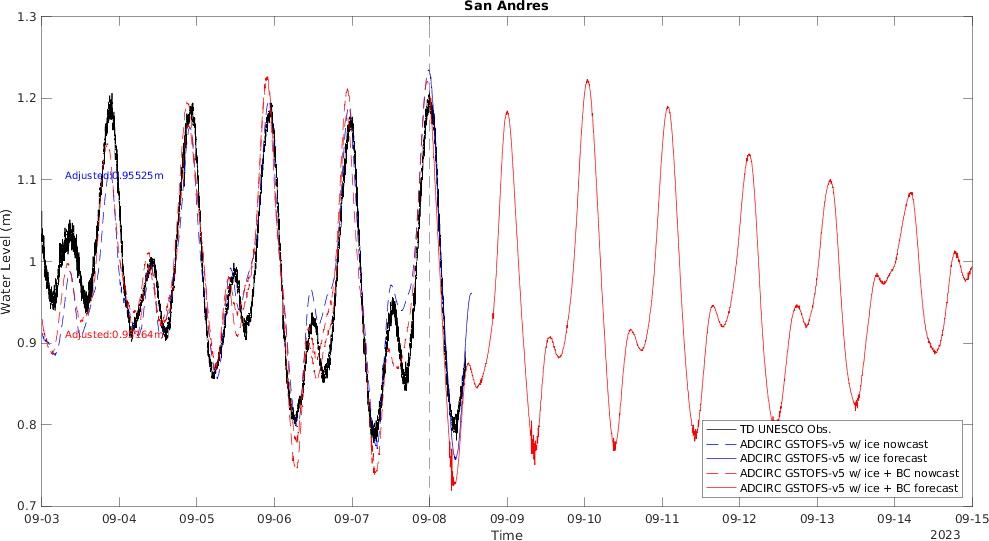 San Andres
Water Level (m)
1.3
1.2
1.1
1
0.9
0.8
0.7
Adjusted:0.95525m
09-03
09-04
09-05
09-06
09-07
09-08
09-09
09-10
09-11
09-12
09-13
09-14
09-15
Time
2023
TD UNESCO Obs.
ADCIRC GSTOFS-v5 w/ ice nowcast
ADCIRC GSTOFS-v5 w/ ice forecast
ADCIRC GSTOFS-v5 w/ ice + BC nowcast
ADCIRC GSTOFS-v5 w/ ice + BC forecast